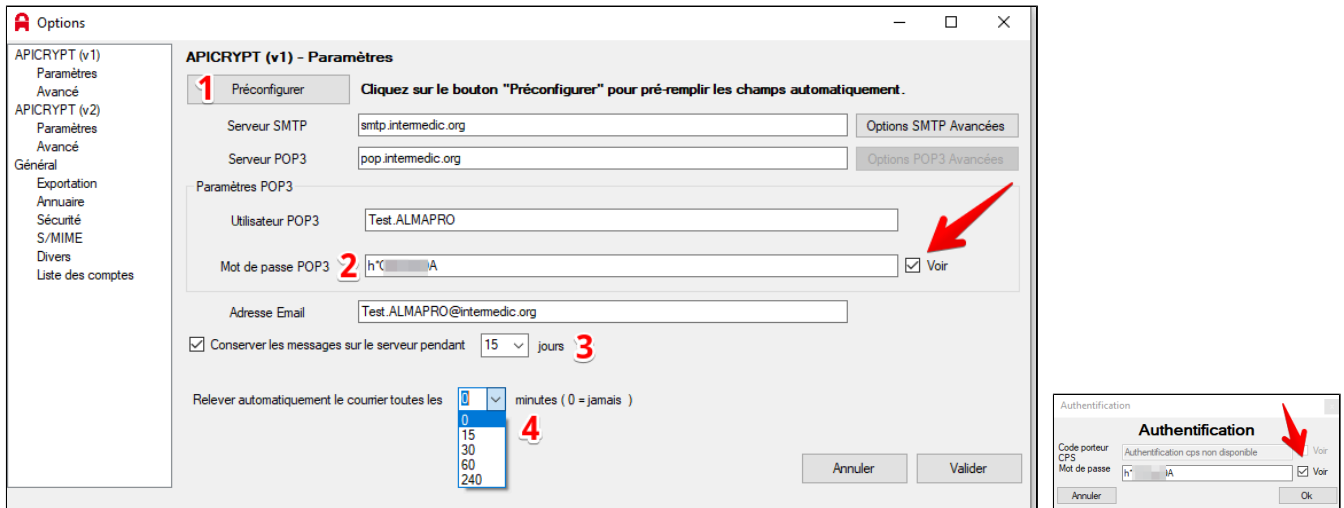 Options
APICRYPT (v1)
Paramètres
Avancé
APICRYPT (v2)
Paramètres
Avancé
Général
Exportation
Annuaire
Sécurité
S/MIME
Divers
Liste des comptes
APICRYPT (v1) - Paramètres
1 Préconfigurer Cliquez sur le bouton "Préconfigurer" pour pré-remplir les champs automatiquement.
Serveur SMTP smtp.intermedic.org Options SMTP Avancées
Serveur POP3 pop.intermedic.org Options POP3 Avancées
Paramètres POP3
Utilisateur POP3 Test.ALMAPRO
Mot de passe POP3 2 Voir
Adresse Email Test.ALMAPRO@intermedic.org
Conserver les messages sur le serveur pendant 15 jours 3
Relever automatiquement le courrier toutes les 0 minutes ( 0 = jamais )
0
15
30
60
240
4
Annuler Valider
Authentification
Authentification
Code porteur CPS Authentification cps non disponible Voir
Mot de passe Voir
Annuler Ok